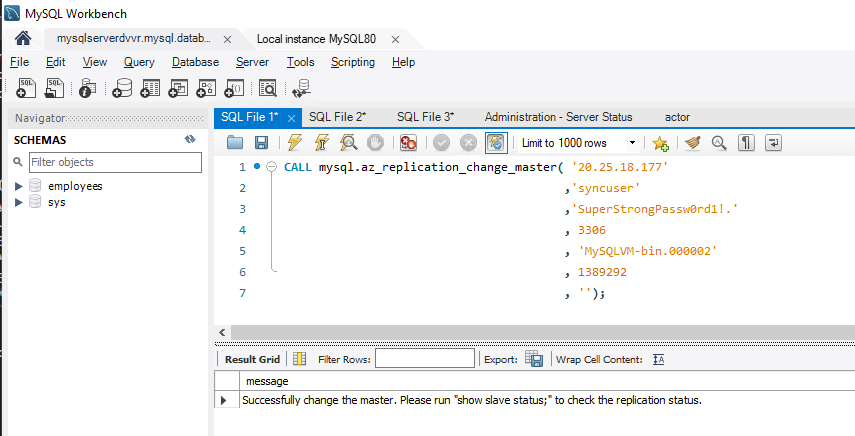 MySQL Workbench
mysqlserverdvvr.mysql.datab... Local instance MySQL80
File Edit View Query Database Server Tools Scripting Help
Navigator
SCHEMAS
Filter objects
employees
sys
SQL File 1* SQL File 2* SQL File 3* Administration - Server Status actor
Limit to 1000 rows
1 CALL mysql.az_replication_change_master( '20.25.18.177'
2 ,'syncuser'
3 ,'SuperStrongPassw0rd1!.'
4 , 3306
5 , 'MySQLVM-bin.000002'
6 , 1389292
7 , '');
Result Grid Filter Rows: Export: Wrap Cell Content:
message
Successfully change the master. Please run "show slave status;" to check the replication status.